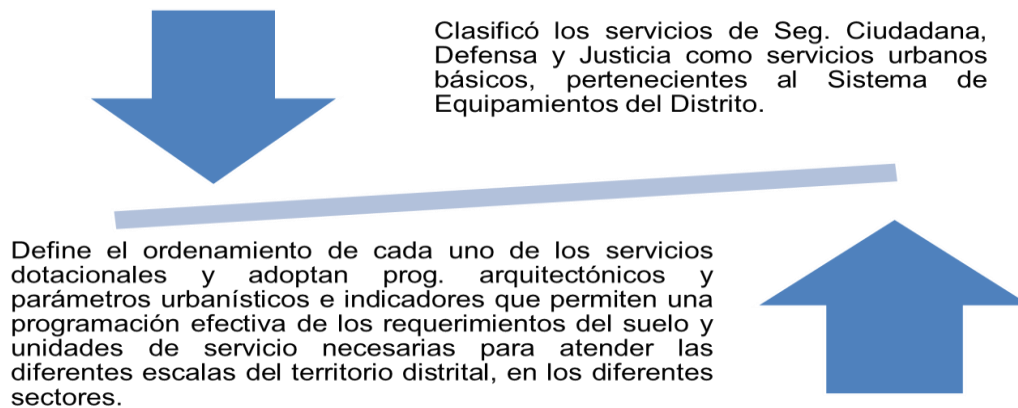 Clasificó los servicios de Seg. Ciudadana,
Defensa y Justicia como servicios urbanos
básicos, pertenecientes al Sistema de
Equipamientos del Distrito.
Define el ordenamiento de cada uno de los servicios
dotacionales y adoptan prog. arquitectónicos y
parámetros urbanísticos e indicadores que permiten una
programación efectiva de los requerimientos del suelo y
unidades de servicio necesarias para atender las
diferentes escalas del territorio distrital, en los diferentes
sectores.